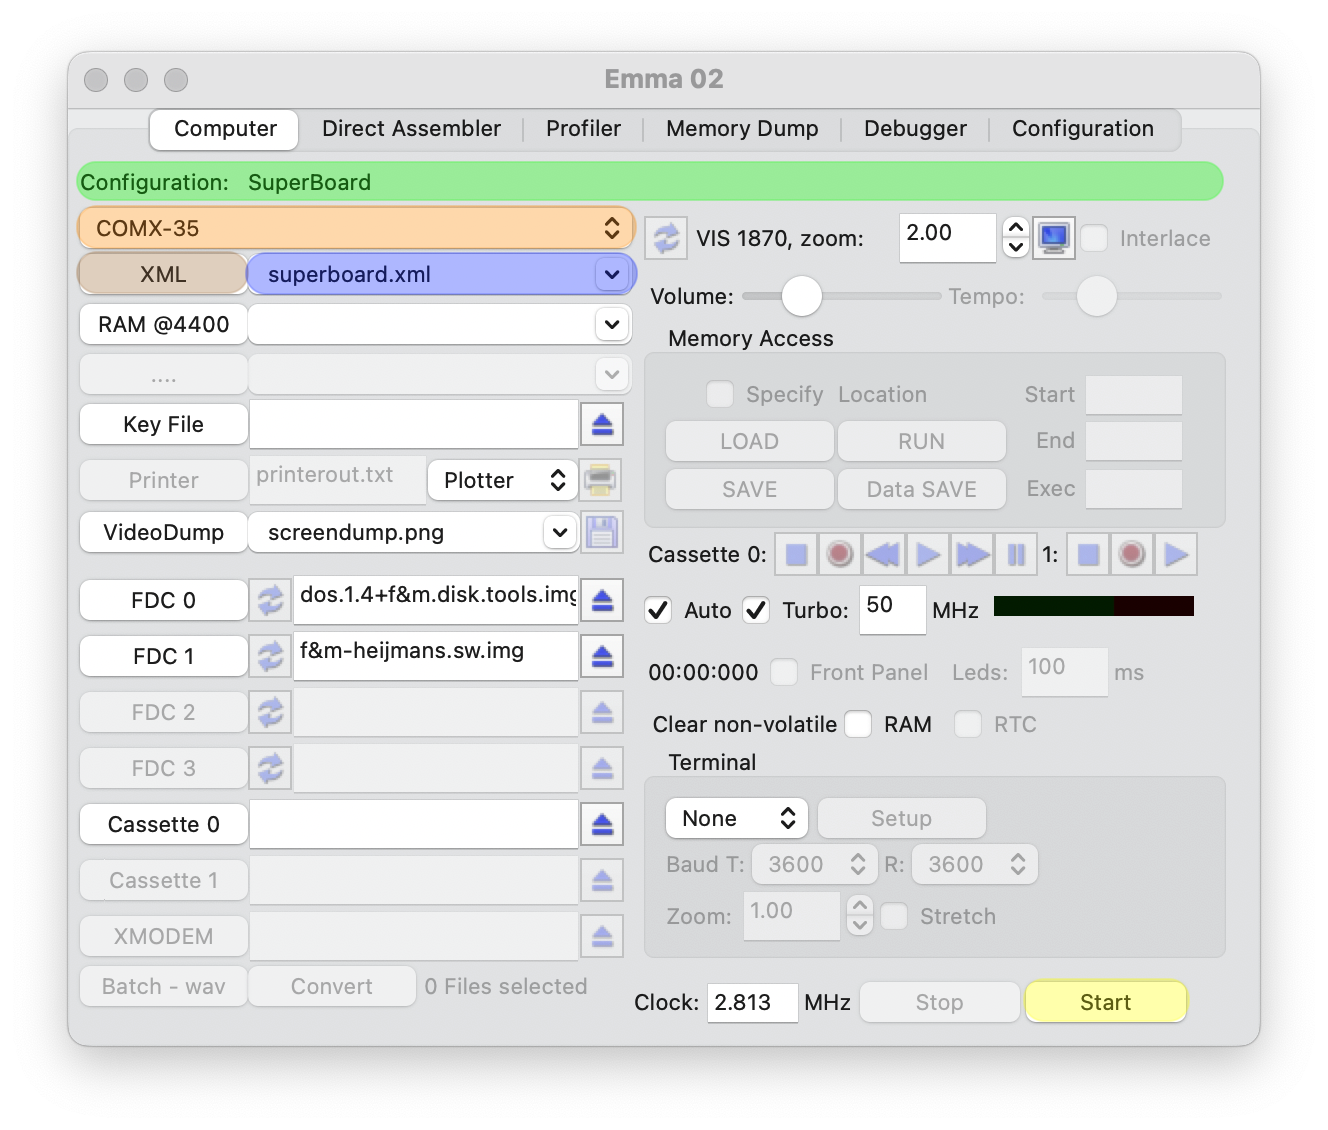 Emma 02
Computer Direct Assembler Profiler Memory Dump Debugger Configuration
Configuration: SuperBoard
COMX-35
XML superboard.xml
RAM @4400
....
Key File
Printer printerout.txt Plotter
VideoDump screendump.png
FDC 0 dos.1.4+f&m.disk.tools.img
FDC 1 f&m-heijmans.sw.img
FDC 2
FDC 3
Cassette 0
Cassette 1
XMODEM
Batch - wav Convert 0 Files selected
VIS 1870, zoom: 2.00 Interlace
Volume: Tempo:
Memory Access
Specify Location Start
LOAD RUN End
SAVE Data SAVE Exec
Cassette 0: 1:
Auto Turbo: 50 MHz
00:00:000 Front Panel Leds: 100 ms
Clear non-volatile RAM RTC
Terminal
None Setup
Baud T: 3600 R: 3600
Zoom: 1.00 Stretch
Clock: 2.813 MHz Stop Start